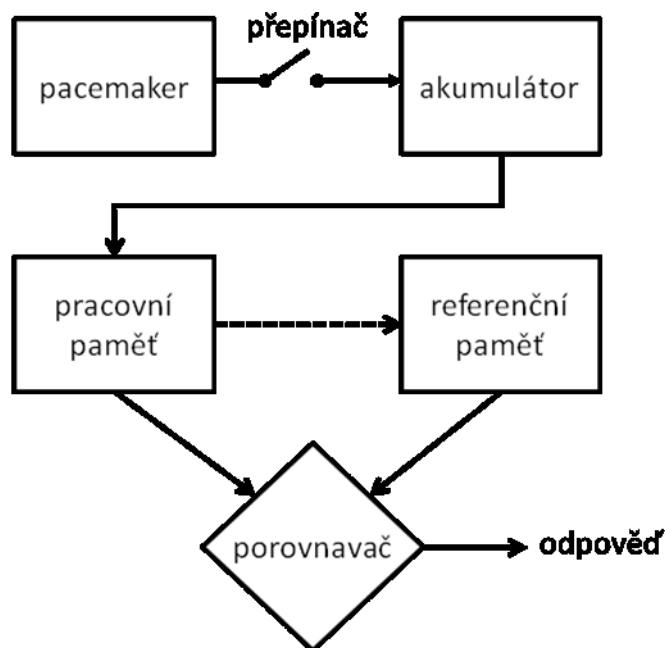 přepínač
pacemaker
akumulátor
pracovní
paměť
referenční
paměť
porovnavač
odpověď